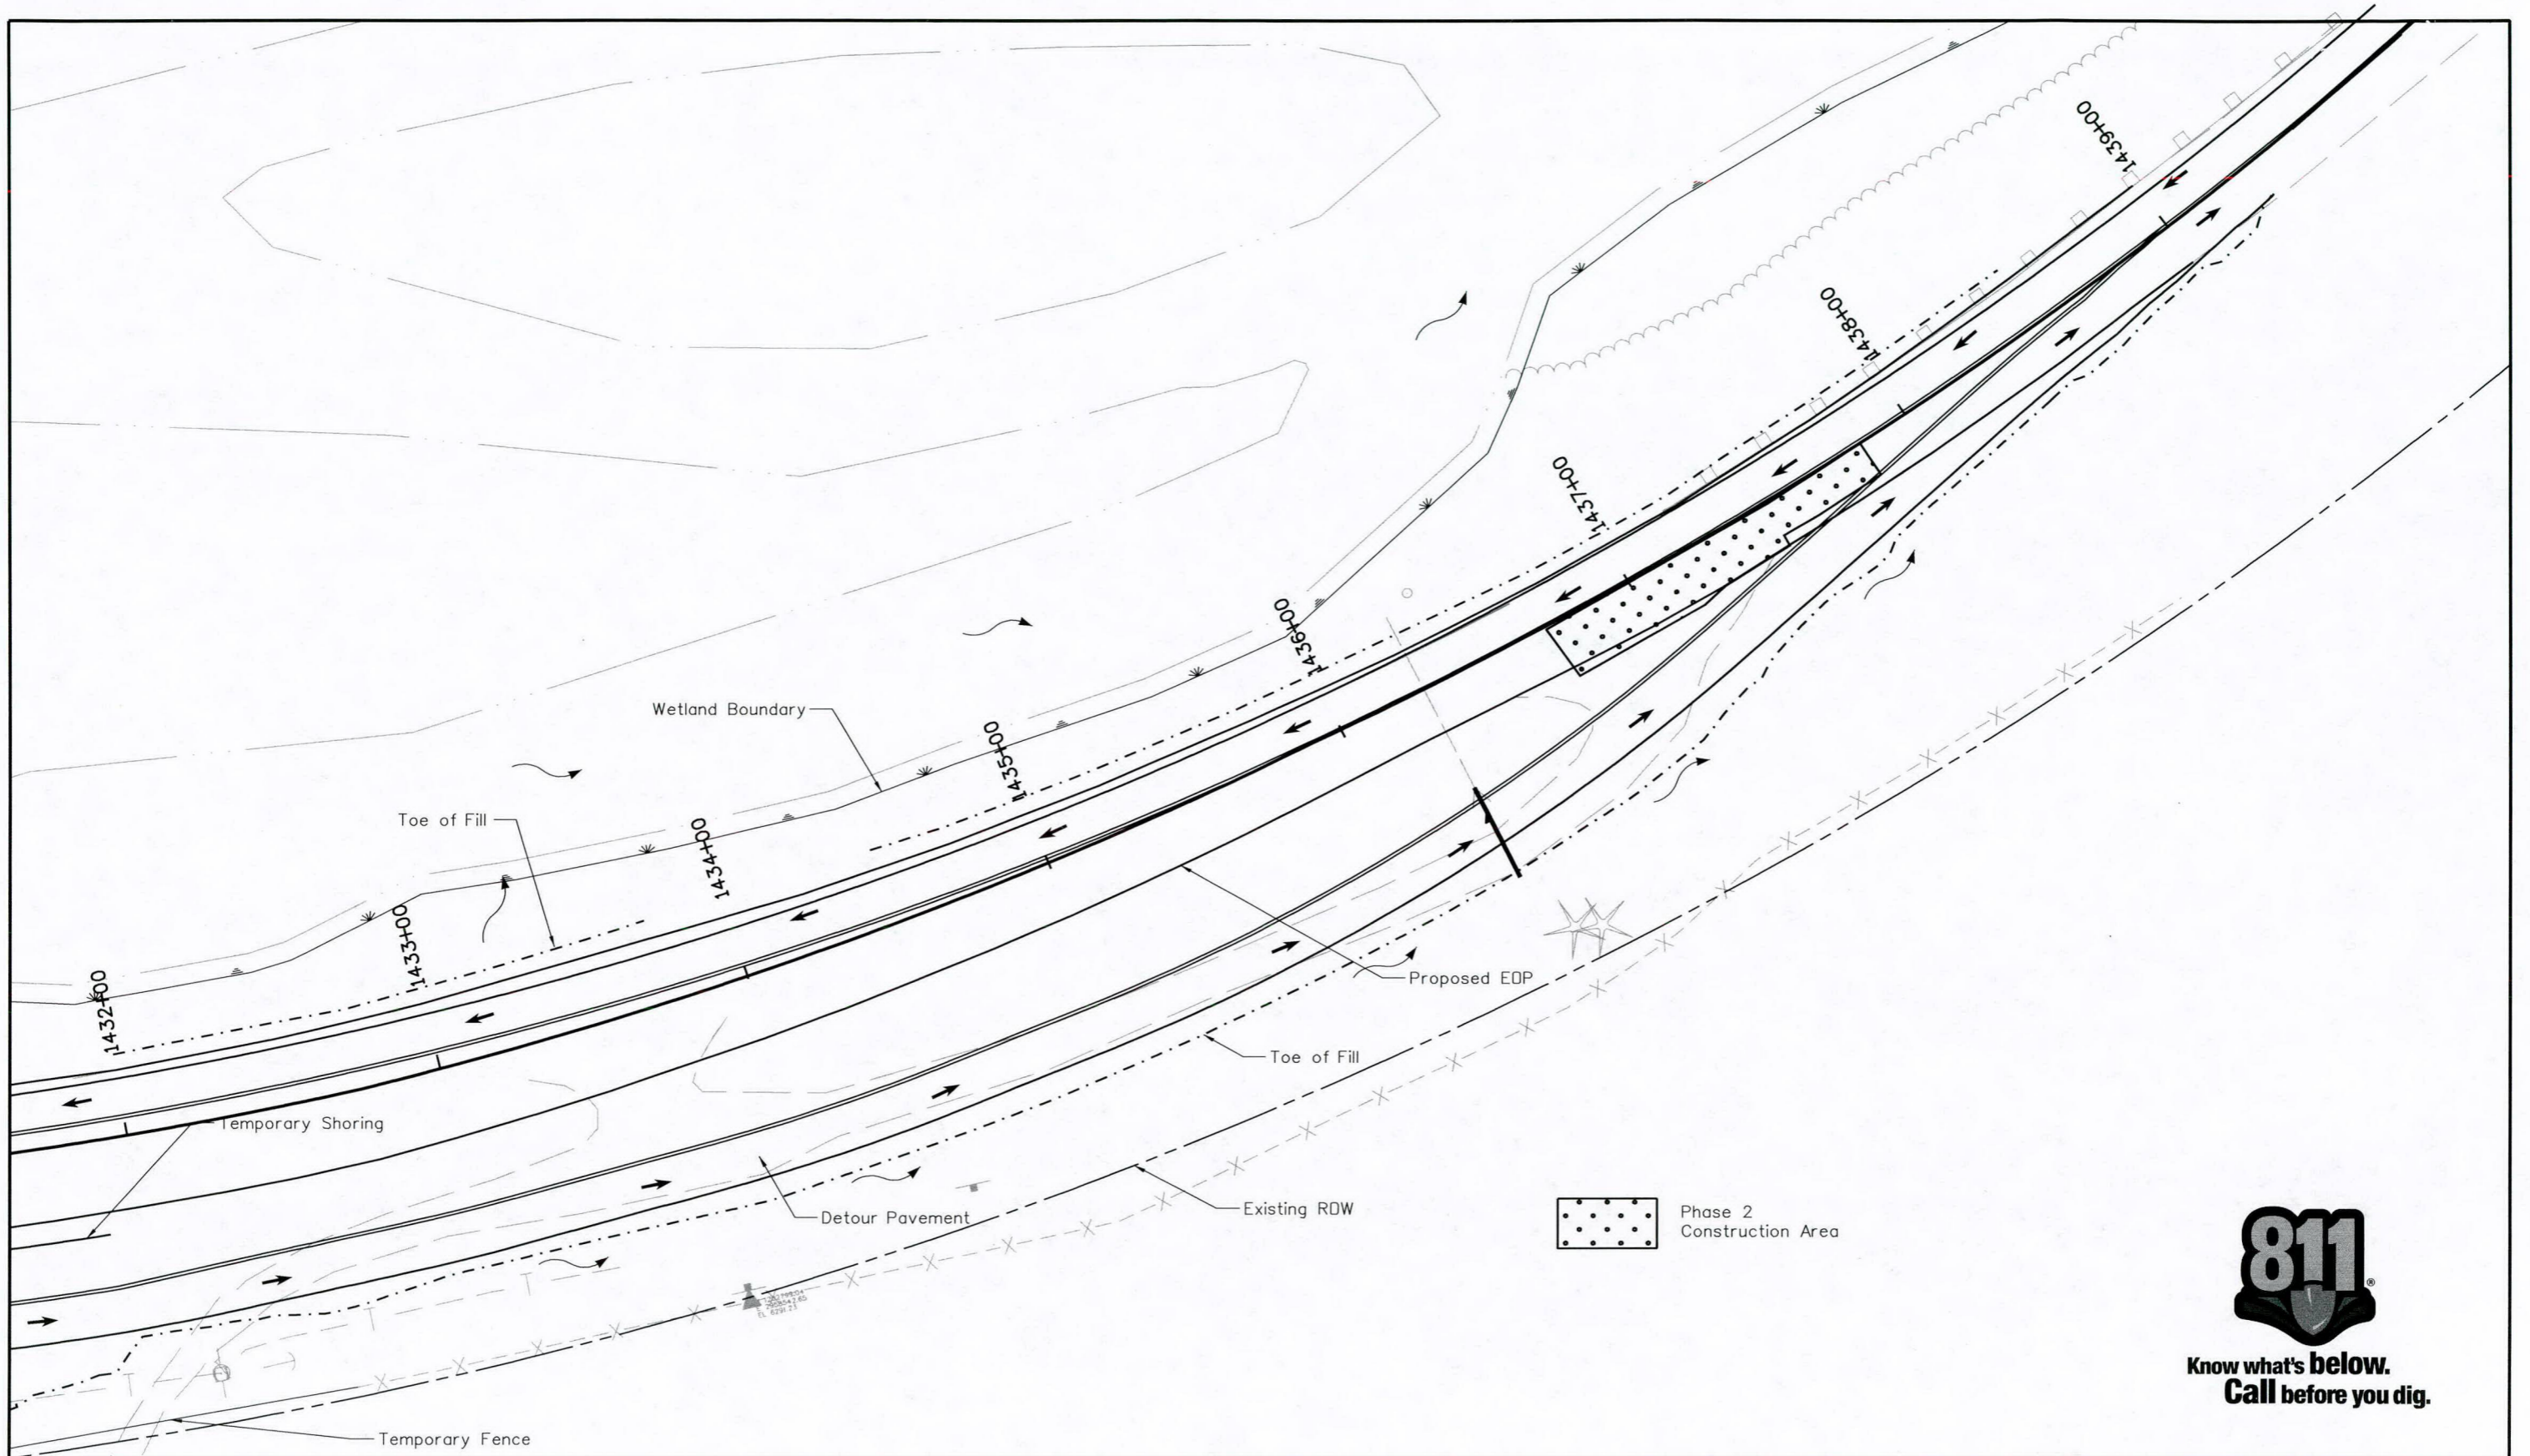 1439+00
1438+00
1437+00
1436+00
Wetland Boundary
1435+00
Toe of Fill
1434+00
1433+00
Proposed EOP
1432+00
Toe of Fill
Temporary Shoring
Existing ROW
Detour Pavement
Phase 2
Construction Area
811®
Know what's below.
Call before you dig.
Temporary Fence